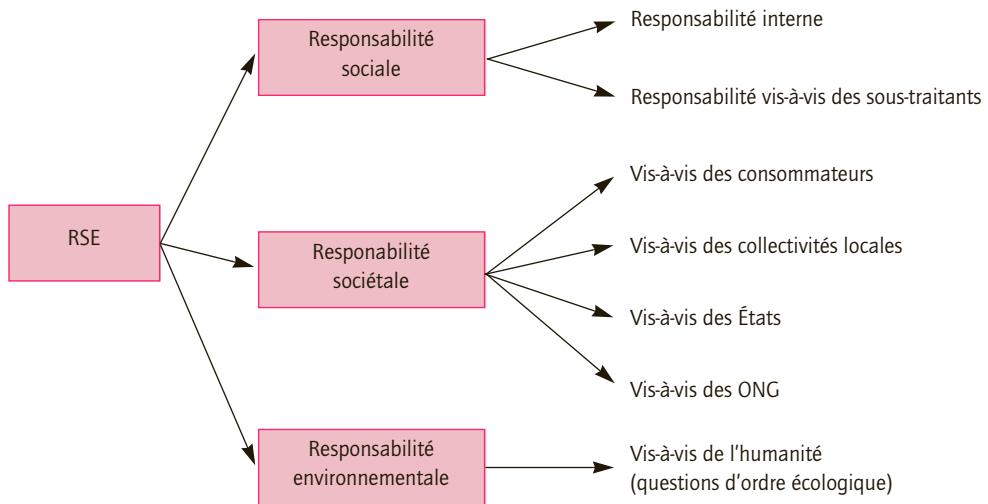 RSE
Responsabilité
sociale
Responsabilité interne
Responsabilité vis-à-vis des sous-traitants
Responabilité
sociétale
Vis-à-vis des consommateurs
Vis-à-vis des collectivités locales
Vis-à-vis des États
Vis-à-vis des ONG
Responsabilité
environnementale
Vis-à-vis de l'humanité
(questions d'ordre écologique)